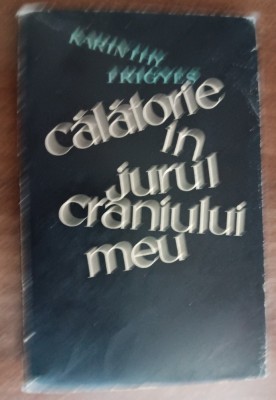 KARINTHY
FRIGYES
călătorie
în
jurul
craniului
meu